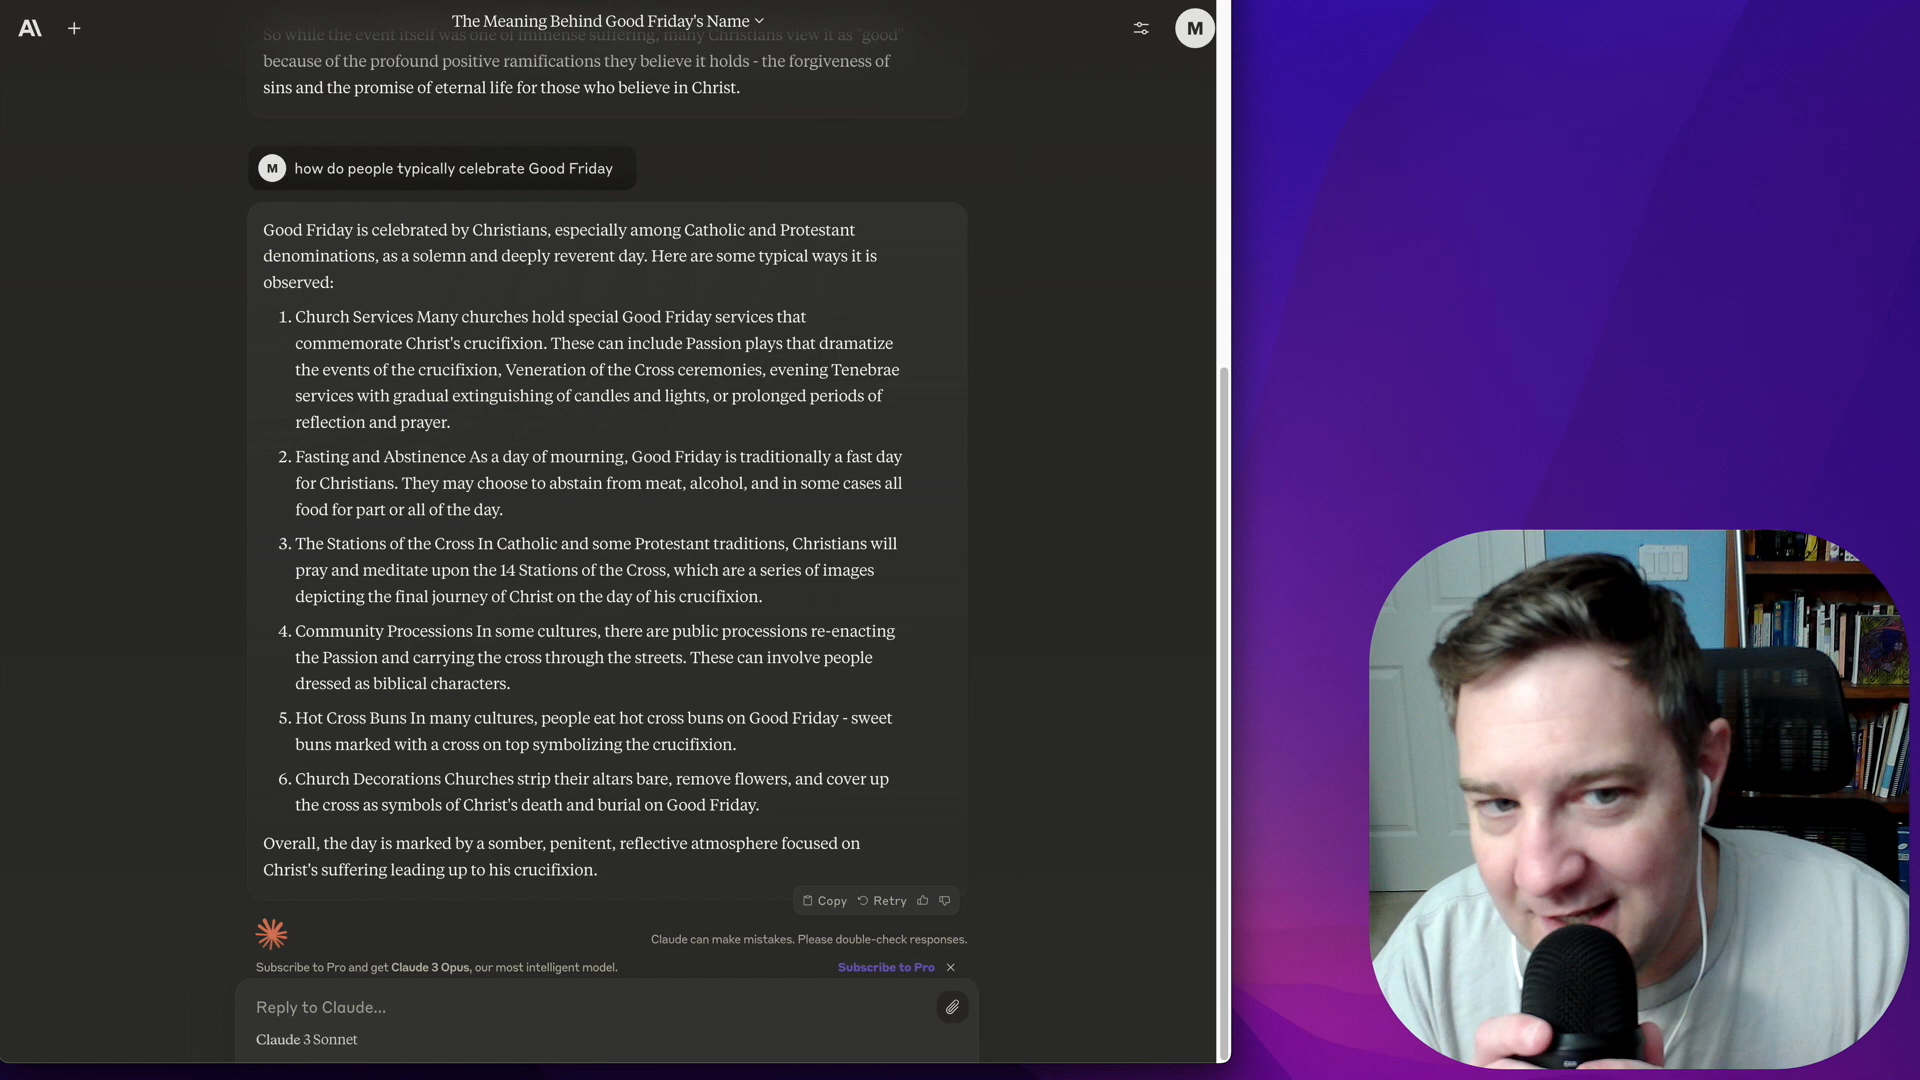 The Meaning Behind Good Friday's Name
M
So while the event itself was one of immense suffering, many Christians view it as "good"
because of the profound positive ramifications they believe it holds - the forgiveness of
sins and the promise of eternal life for those who believe in Christ.
M how do people typically celebrate Good Friday
Good Friday is celebrated by Christians, especially among Catholic and Protestant
denominations, as a solemn and deeply reverent day. Here are some typical ways it is
observed:
1. Church Services Many churches hold special Good Friday services that
commemorate Christ's crucifixion. These can include Passion plays that dramatize
the events of the crucifixion, Veneration of the Cross ceremonies, evening Tenebrae
services with gradual extinguishing of candles and lights, or prolonged periods of
reflection and prayer.
2. Fasting and Abstinence As a day of mourning, Good Friday is traditionally a fast day
for Christians. They may choose to abstain from meat, alcohol, and in some cases all
food for part or all of the day.
3. The Stations of the Cross In Catholic and some Protestant traditions, Christians will
pray and meditate upon the 14 Stations of the Cross, which are a series of images
depicting the final journey of Christ on the day of his crucifixion.
4. Community Processions In some cultures, there are public processions re-enacting
the Passion and carrying the cross through the streets. These can involve people
dressed as biblical characters.
5. Hot Cross Buns In many cultures, people eat hot cross buns on Good Friday - sweet
buns marked with a cross on top symbolizing the crucifixion.
6. Church Decorations Churches strip their altars bare, remove flowers, and cover up
the cross as symbols of Christ's death and burial on Good Friday.
Overall, the day is marked by a somber, penitent, reflective atmosphere focused on
Christ's suffering leading up to his crucifixion.
Copy Retry
Claude can make mistakes. Please double-check responses.
Subscribe to Pro and get Claude 3 Opus, our most intelligent model. Subscribe to Pro
Reply to Claude...
Claude 3 Sonnet